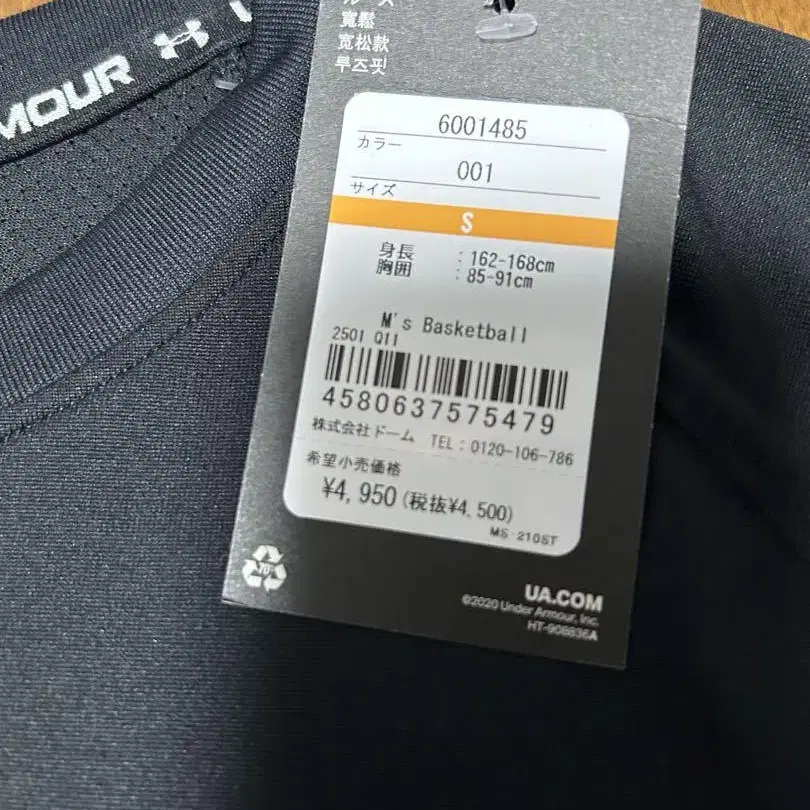 MOUR
寬鬆
宽松款
루즈핏
6001485
カラー
001
サイズ
S
身長 : 162-168cm
胸囲 : 85-91cm
M's Basketball
2501 Q11
4580637575479
株式会社ドーム TEL : 0120-106-786
希望小売価格
¥4,950 (税抜¥4,500)
MS-210ST
70%
UA.COM
©2020 Under Armour, Inc.
HT-908836A